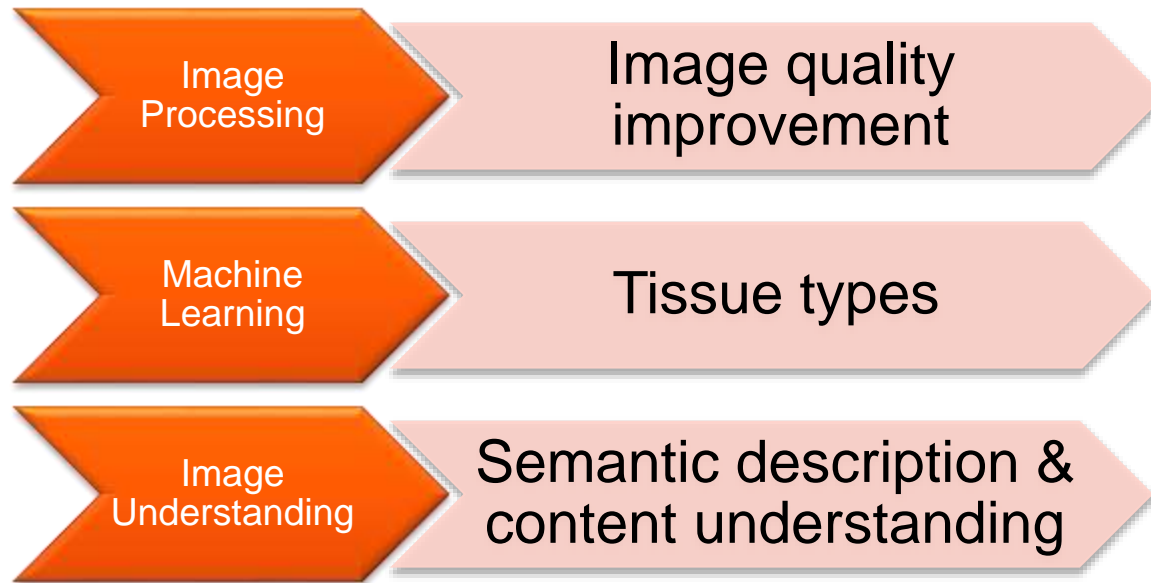 Image
Processing
Image quality
improvement
Machine
Learning
Tissue types
Image
Understanding
Semantic description &
content understanding